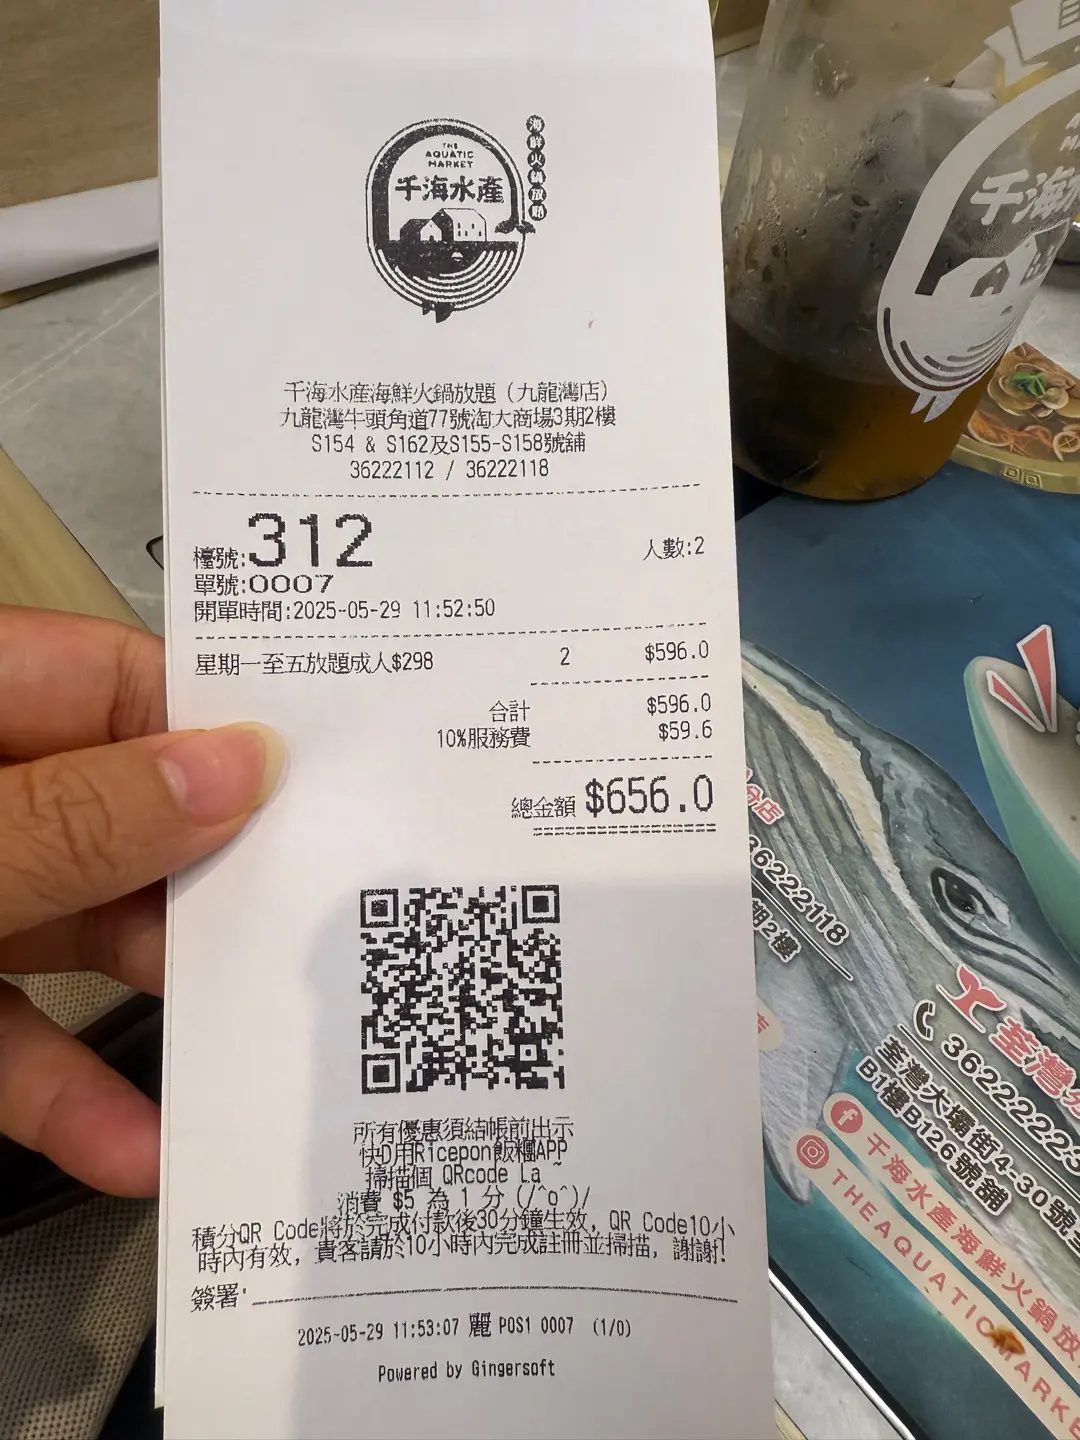 THE
AQUATIC
MARKET
千海水產
海鮮火鍋放題
千海水產海鮮火鍋放題（九龍灣店）
九龍灣牛頭角道77號淘大商場3期2樓
S154 & S162及S155-S158號舖
36222112 / 36222118
檯號:312
人數:2
單號:0007
開單時間:2025-05-29 11:52:50
星期一至五放題成人$298 2 $596.0
合計 $596.0
10%服務費 $59.6
總金額 $656.0
所有優惠須結帳前出示
快D用Ricepon飯糰APP
掃描個 QRcode La ~
消費 $5 為 1 分 (/^o^)/
積分QR Code將於完成付款後30分鐘生效, QR Code10小
時內有效, 貴客請於10小時內完成註冊並掃描, 謝謝!
簽署:
2025-05-29 11:53:07 麗 POS1 0007 (1/0)
Powered by Gingersoft
千海水
分店
36222118
期2樓
店
荃灣分
36222223
荃灣大壩街4-30號
B1樓B126號舖
千海水產海鮮火鍋放
THEAQUATICMARKE